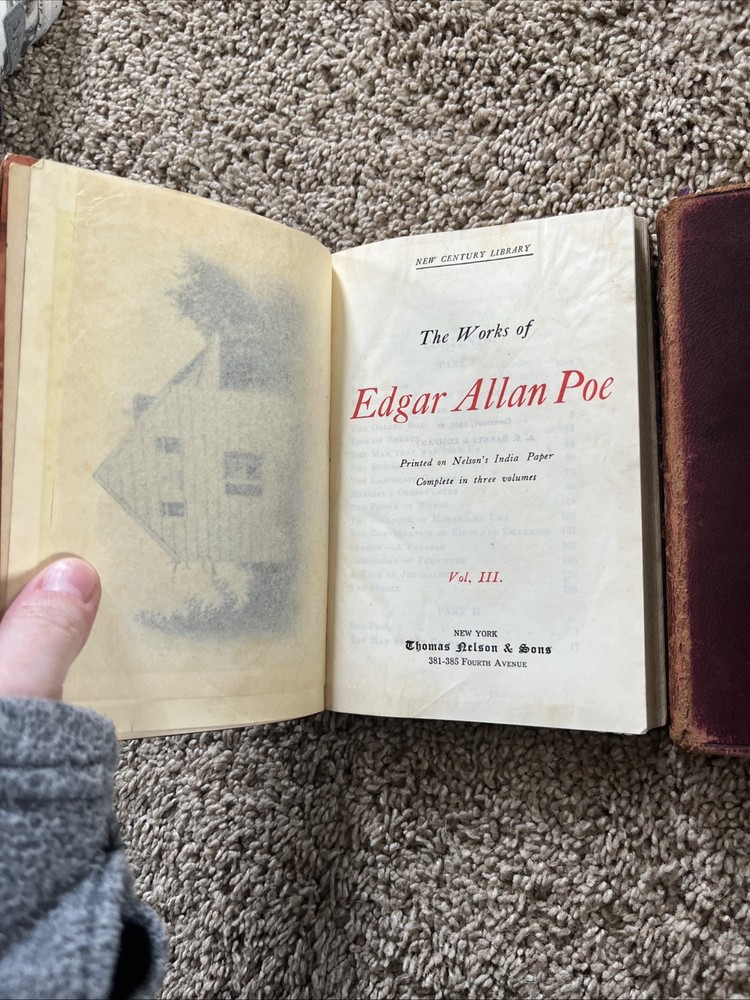 NEW CENTURY LIBRARY
The Works of
Edgar Allan Poe
Printed on Nelson's India Paper
Complete in three volumes
Vol. III.
NEW YORK
Thomas Nelson & Sons
381-385 FOURTH AVENUE